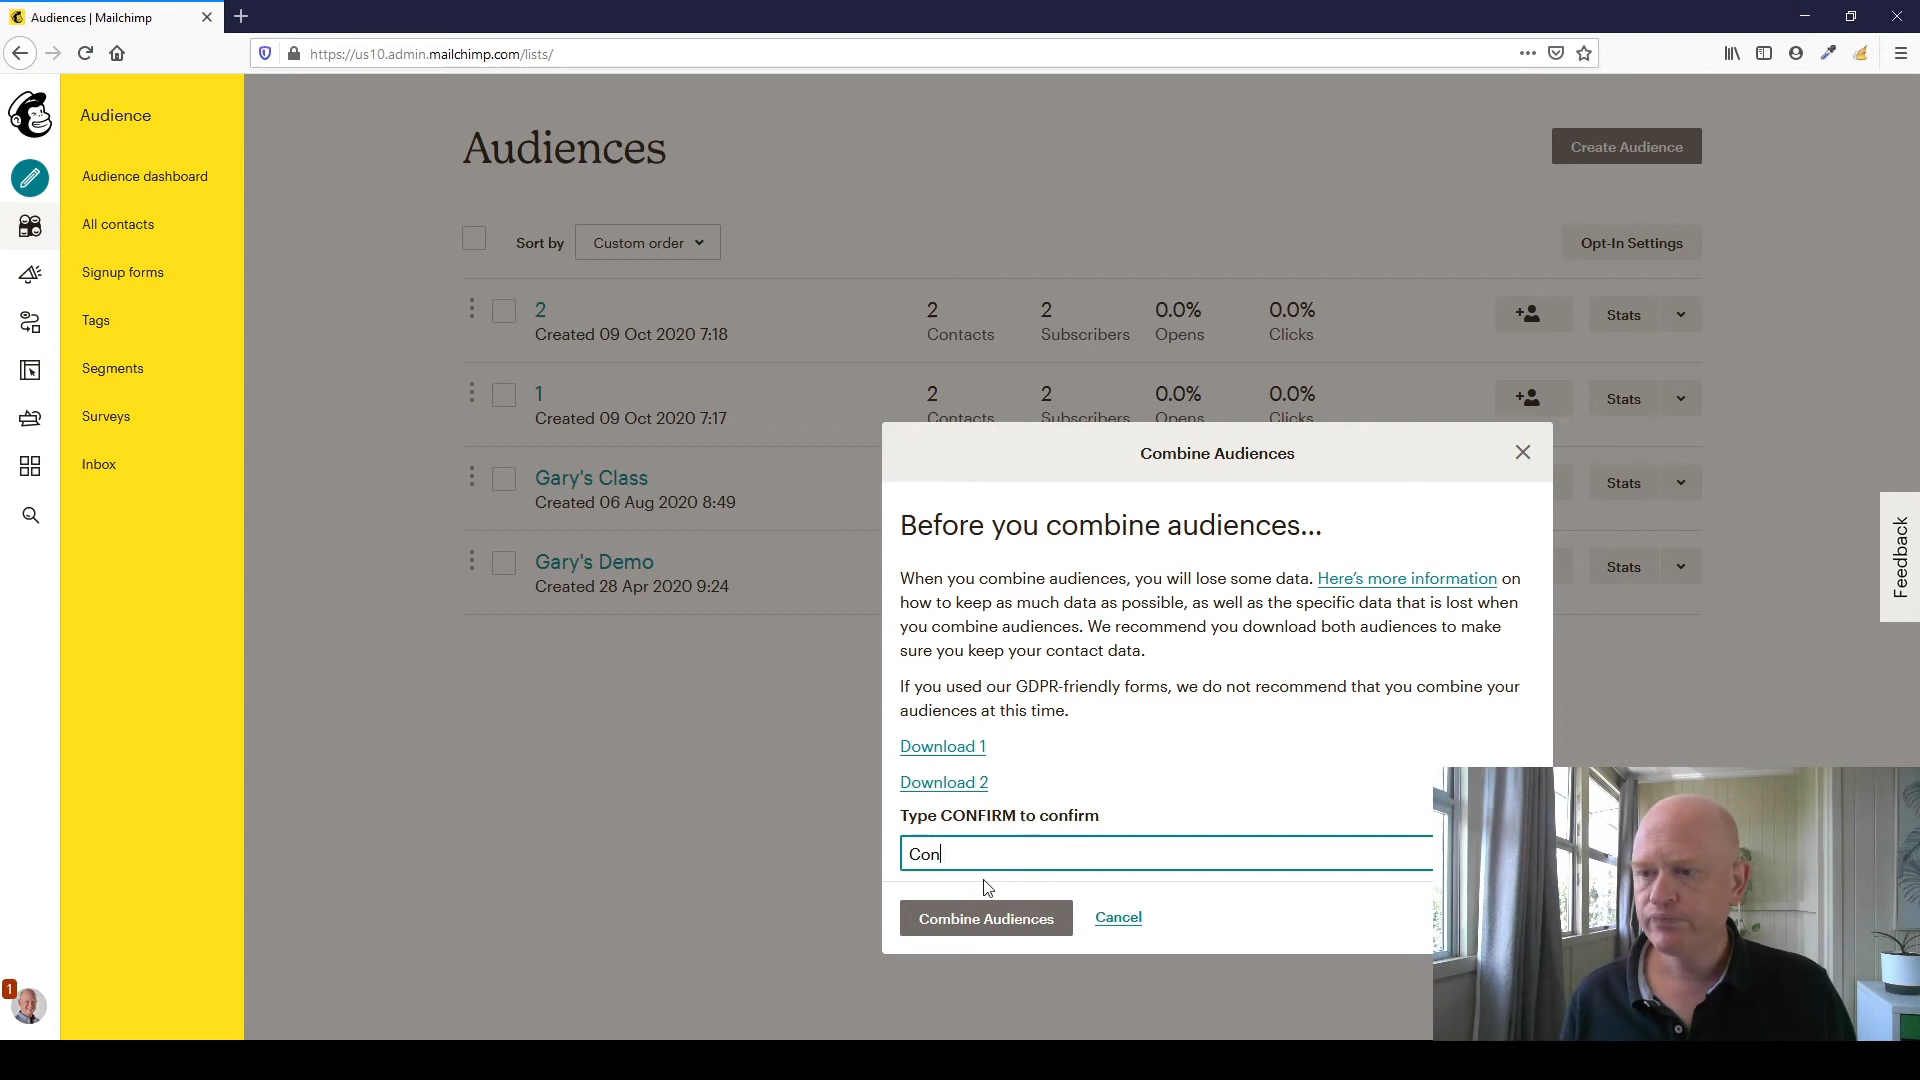 Audiences | Mailchimp
https://us10.admin.mailchimp.com/lists/
Audience
Audience dashboard
All contacts
Signup forms
Tags
Segments
Surveys
Inbox
1
Audiences
Create Audience
Sort by
Custom order
Opt-In Settings
2
Created 09 Oct 2020 7:18
2
Contacts
2
Subscribers
0.0%
Opens
0.0%
Clicks
Stats
1
Created 09 Oct 2020 7:17
2
Contacts
2
Subscribers
0.0%
Opens
0.0%
Clicks
Stats
Gary's Class
Created 06 Aug 2020 8:49
Stats
Gary's Demo
Created 28 Apr 2020 9:24
Stats
Feedback
Combine Audiences
Before you combine audiences...
When you combine audiences, you will lose some data. Here's more information on
how to keep as much data as possible, as well as the specific data that is lost when
you combine audiences. We recommend you download both audiences to make
sure you keep your contact data.
If you used our GDPR-friendly forms, we do not recommend that you combine your
audiences at this time.
Download 1
Download 2
Type CONFIRM to confirm
Con
Combine Audiences
Cancel